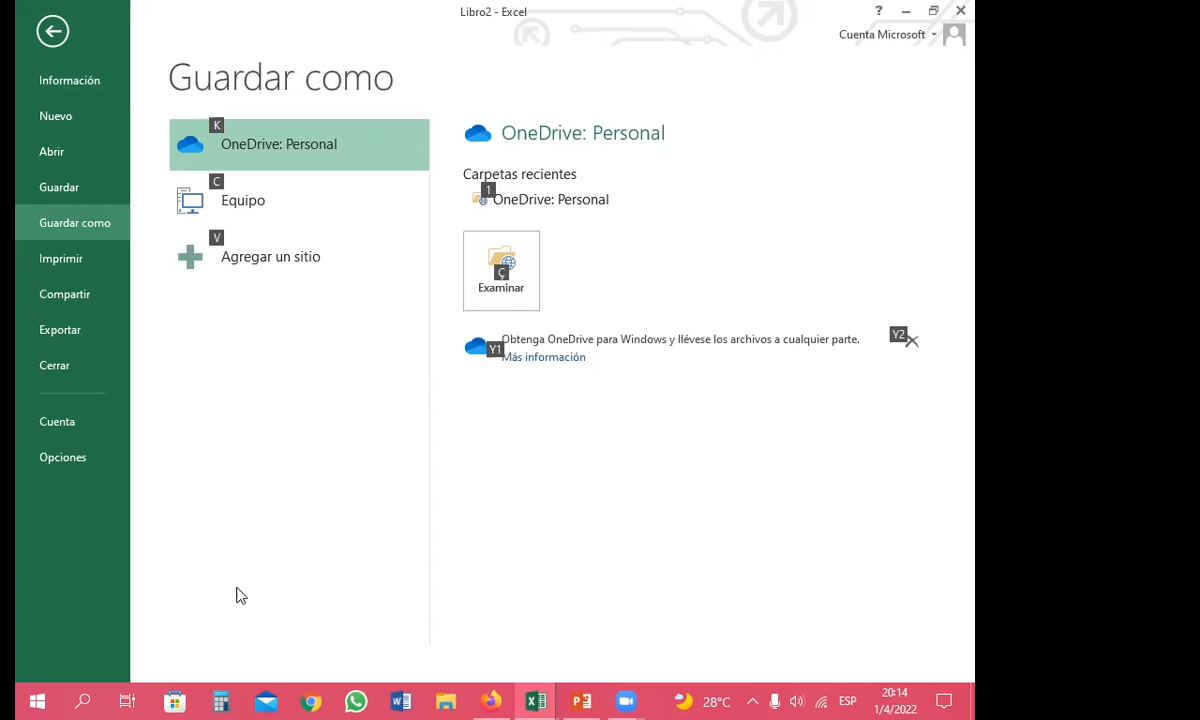 Libro2 - Excel
?
Cuenta Microsoft
Información
Nuevo
Abrir
Guardar
Guardar como
Imprimir
Compartir
Exportar
Cerrar
Cuenta
Opciones
Guardar como
K
OneDrive: Personal
C
Equipo
V
Agregar un sitio
OneDrive: Personal
Carpetas recientes
1
OneDrive: Personal
Ç
Examinar
Y1
Obtenga OneDrive para Windows y llévese los archivos a cualquier parte.
Más información
Y2
28°C
ESP
20:14
1/4/2022